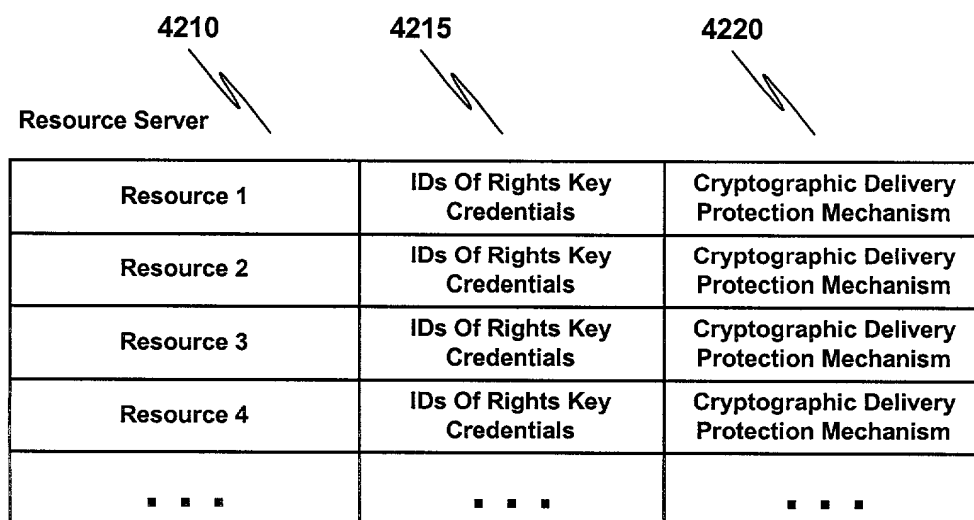 4210 4215 4220
Resource Server
Resource 1
IDs Of Rights Key
Credentials
Cryptographic Delivery
Protection Mechanism
Resource 2
IDs Of Rights Key
Credentials
Cryptographic Delivery
Protection Mechanism
Resource 3
IDs Of Rights Key
Credentials
Cryptographic Delivery
Protection Mechanism
Resource 4
IDs Of Rights Key
Credentials
Cryptographic Delivery
Protection Mechanism
. . . . . . . . .